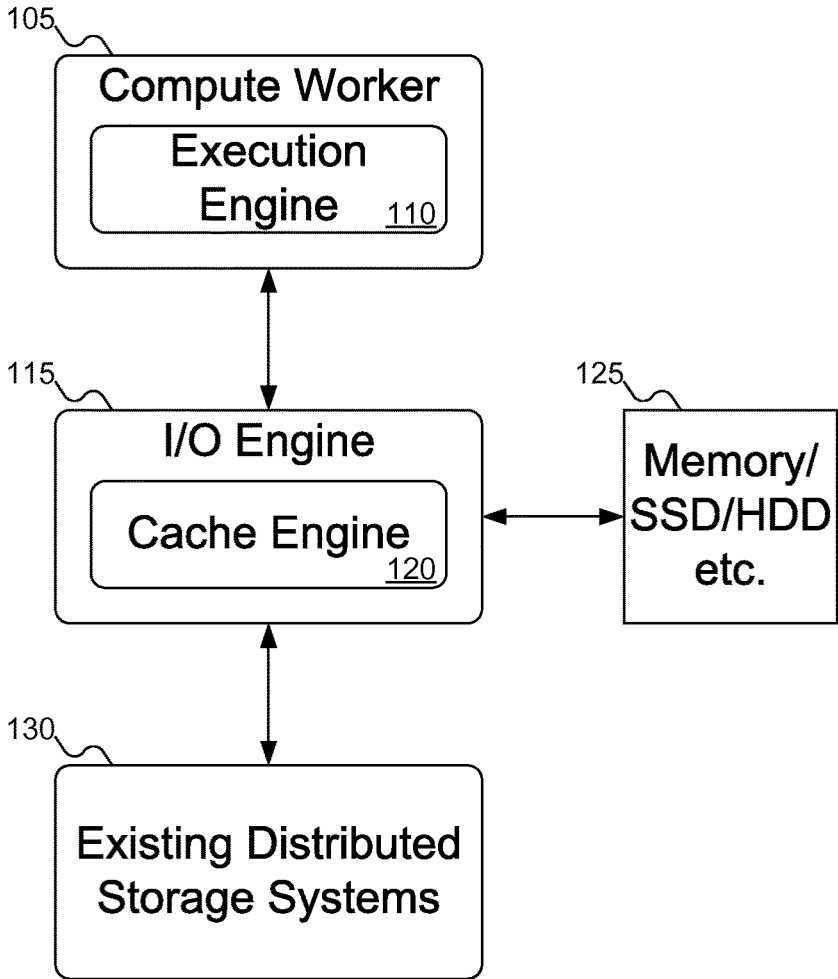 105
Compute Worker
Execution
Engine 110
115
I/O Engine
Cache Engine
120
125
Memory/
SSD/HDD
etc.
130
Existing Distributed
Storage Systems